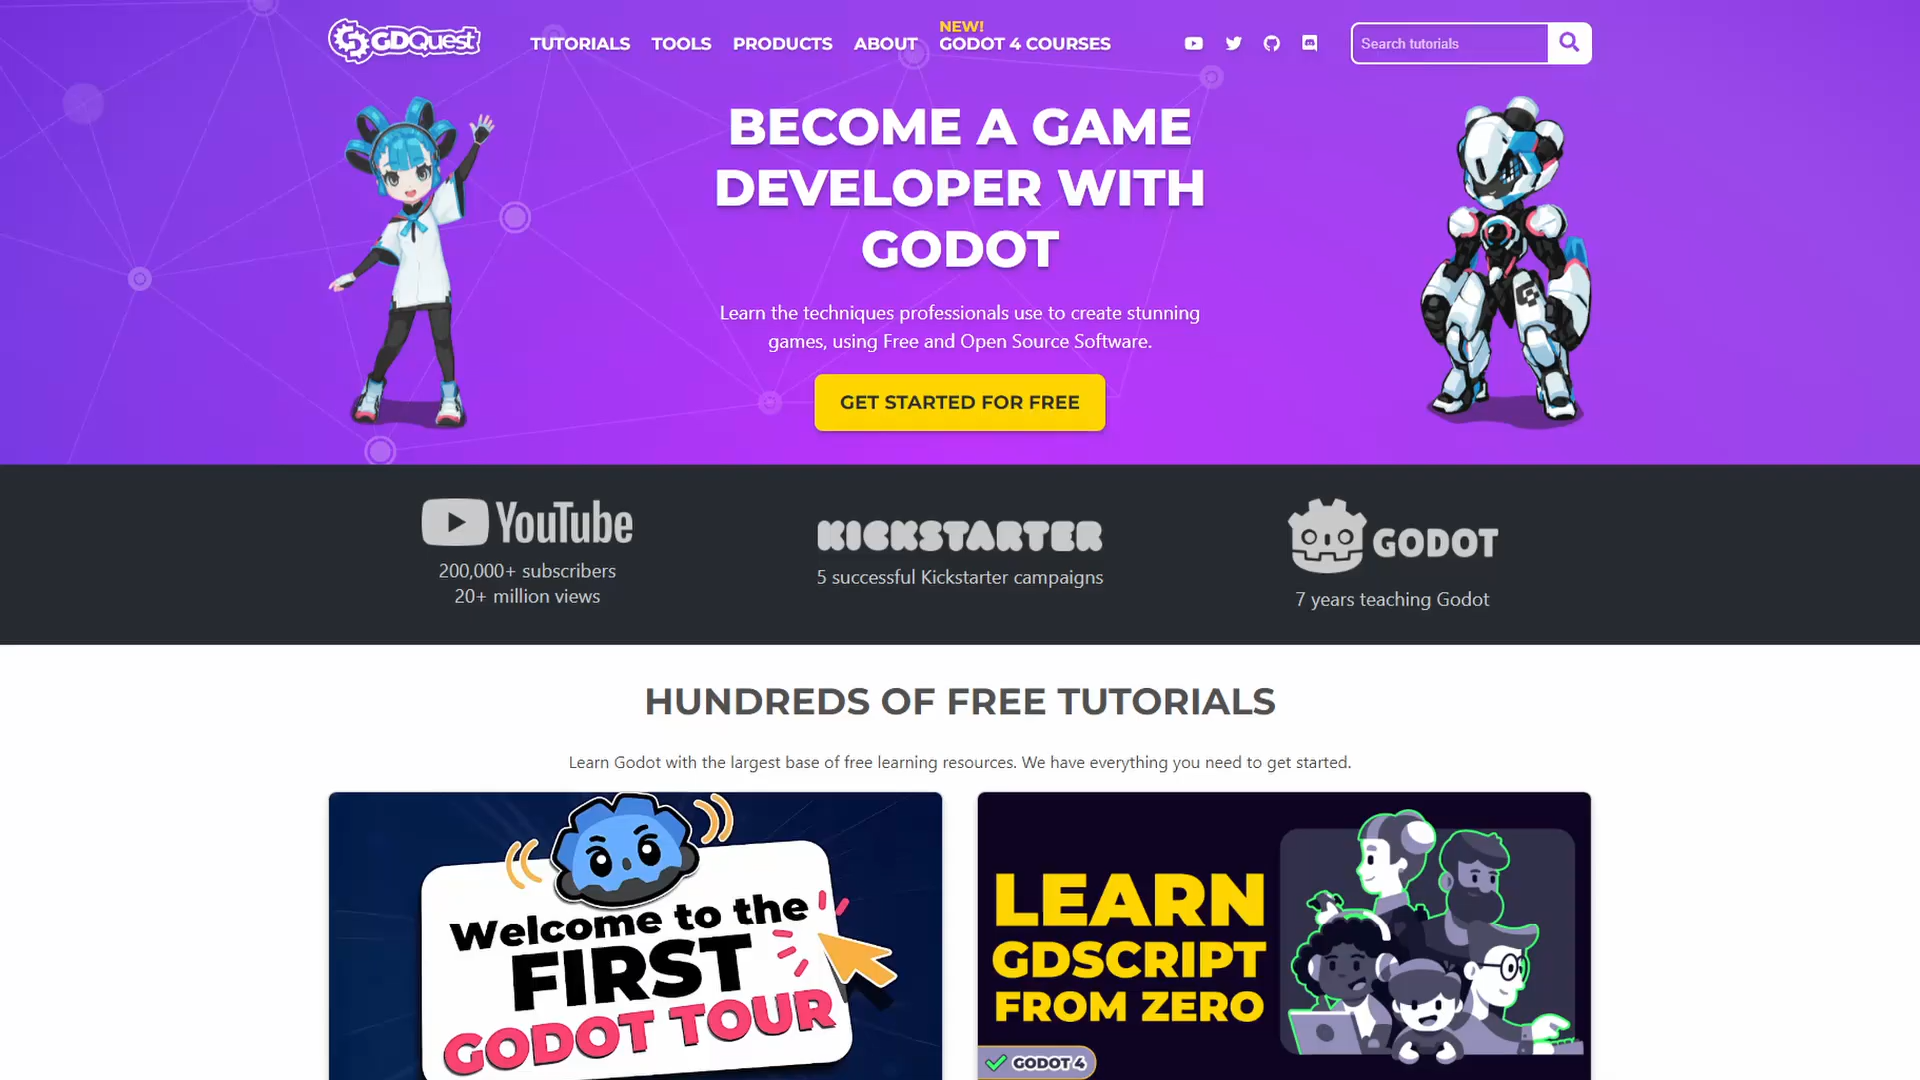 GDQuest
TUTORIALS
TOOLS
PRODUCTS
ABOUT
NEW!
GODOT 4 COURSES
Search tutorials
BECOME A GAME
DEVELOPER WITH
GODOT
Learn the techniques professionals use to create stunning
games, using Free and Open Source Software.
GET STARTED FOR FREE
YouTube
200,000+ subscribers
20+ million views
KICKSTARTER
5 successful Kickstarter campaigns
GODOT
7 years teaching Godot
HUNDREDS OF FREE TUTORIALS
Learn Godot with the largest base of free learning resources. We have everything you need to get started.
Welcome to the
FIRST
GODOT TOUR
LEARN
GDSCRIPT
FROM ZERO
GODOT 4